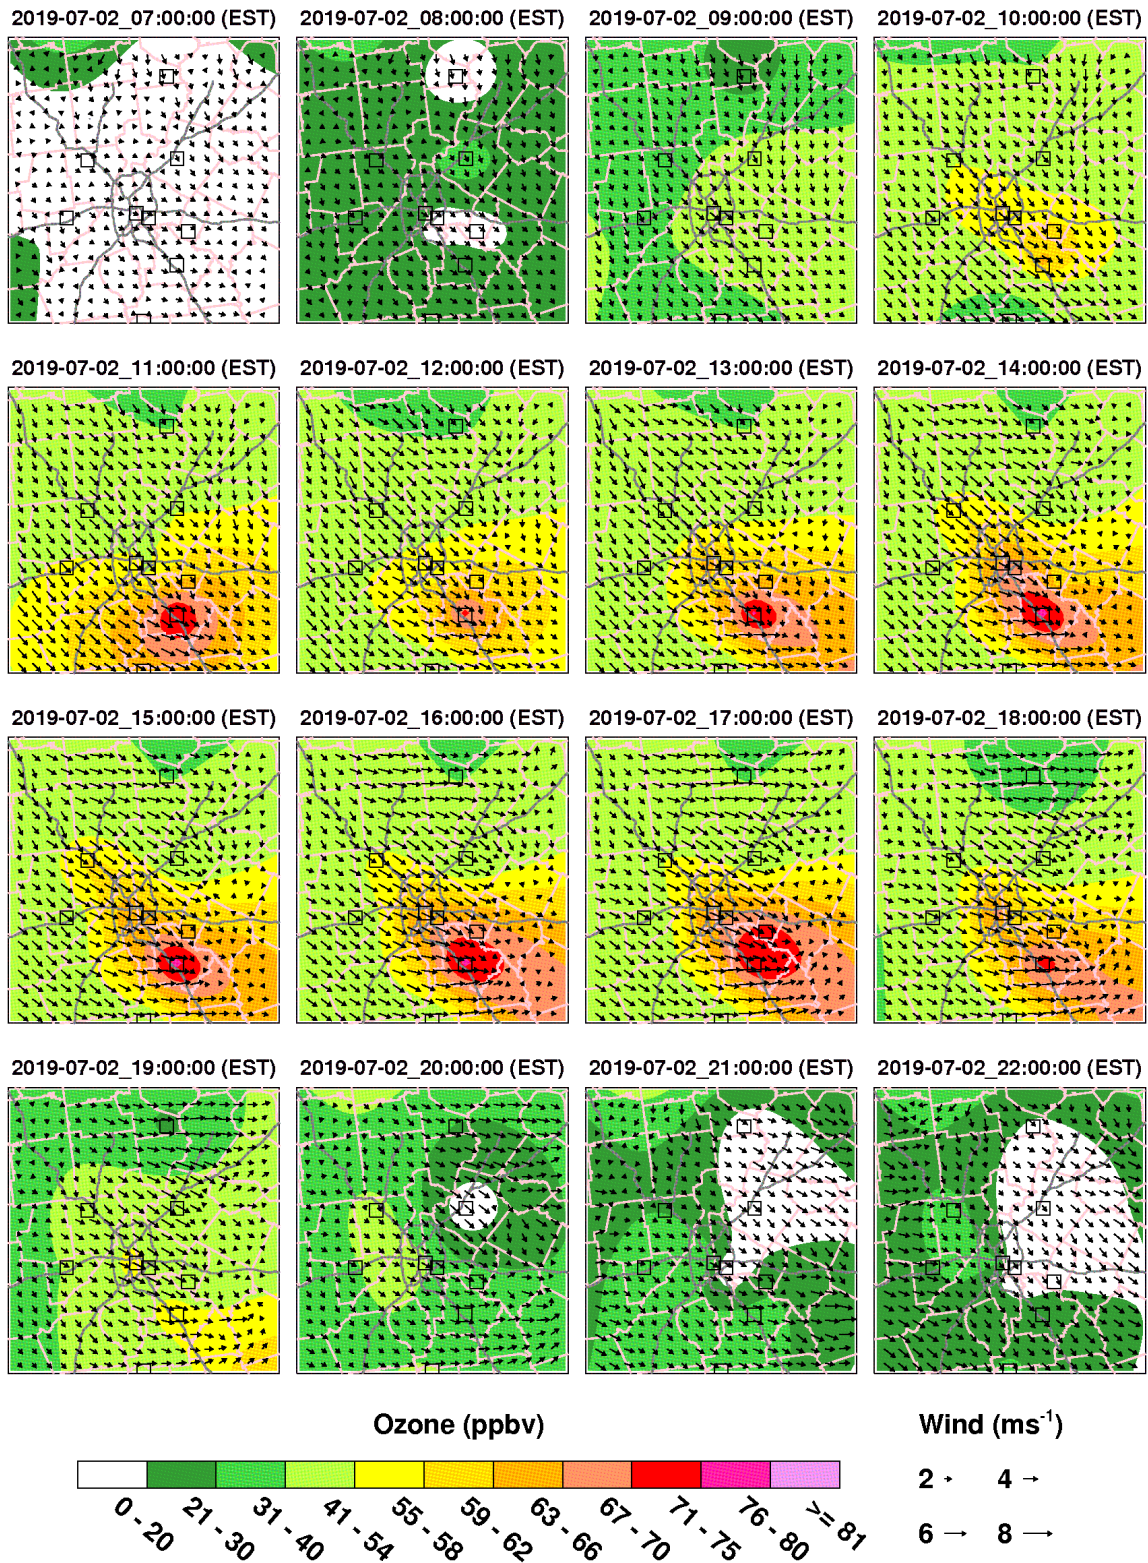 2019-07-02_07:00:00 (EST) 2019-07-02_08:00:00 (EST) 2019-07-02_09:00:00 (EST) 2019-07-02_10:00:00 (EST)
2019-07-02_11:00:00 (EST) 2019-07-02_12:00:00 (EST) 2019-07-02_13:00:00 (EST) 2019-07-02_14:00:00 (EST)
2019-07-02_15:00:00 (EST) 2019-07-02_16:00:00 (EST) 2019-07-02_17:00:00 (EST) 2019-07-02_18:00:00 (EST)
2019-07-02_19:00:00 (EST) 2019-07-02_20:00:00 (EST) 2019-07-02_21:00:00 (EST) 2019-07-02_22:00:00 (EST)
Ozone (ppbv) Wind (ms⁻¹)
0 - 20 21 - 30 31 - 40 41 - 54 55 - 58 59 - 62 63 - 66 67 - 70 71 - 75 76 - 80 >= 81
2 4
6 8